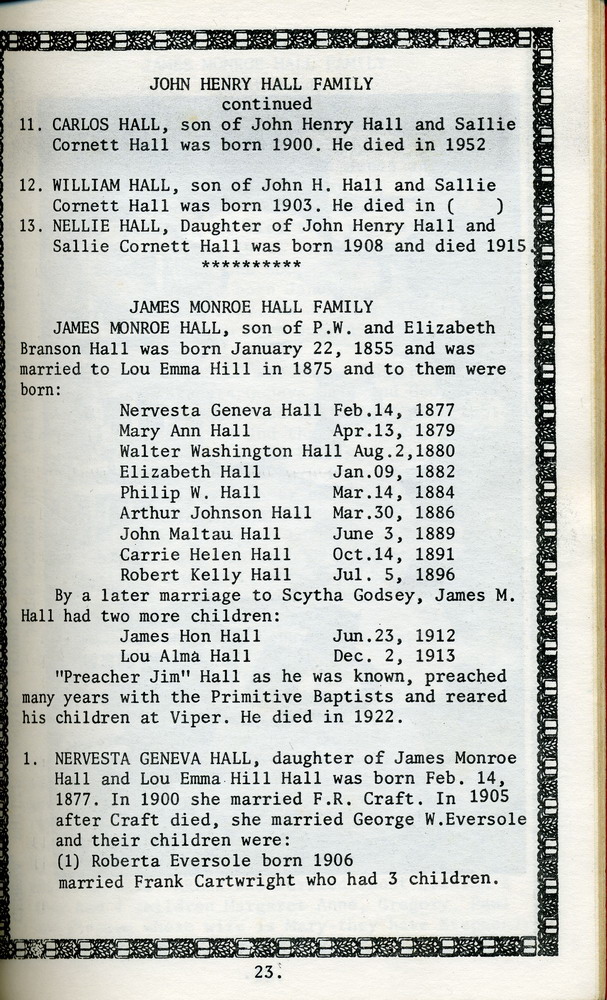 JOHN HENRY HALL FAMILY
continued
11. CARLOS HALL, son of John Henry Hall and Sallie
Cornett Hall was born 1900. He died in 1952
12. WILLIAM HALL, son of John H. Hall and Sallie
Cornett Hall was born 1903. He died in (    )
13. NELLIE HALL, Daughter of John Henry Hall and
Sallie Cornett Hall was born 1908 and died 1915.
**********
JAMES MONROE HALL FAMILY
JAMES MONROE HALL, son of P.W. and Elizabeth
Branson Hall was born January 22, 1855 and was
married to Lou Emma Hill in 1875 and to them were
born:
Nervesta Geneva Hall Feb.14, 1877
Mary Ann Hall Apr.13, 1879
Walter Washington Hall Aug.2,1880
Elizabeth Hall Jan.09, 1882
Philip W. Hall Mar.14, 1884
Arthur Johnson Hall Mar.30, 1886
John Maltau Hall June 3, 1889
Carrie Helen Hall Oct.14, 1891
Robert Kelly Hall Jul. 5, 1896
By a later marriage to Scytha Godsey, James M.
Hall had two more children:
James Hon Hall Jun.23, 1912
Lou Alma Hall Dec. 2, 1913
"Preacher Jim" Hall as he was known, preached
many years with the Primitive Baptists and reared
his children at Viper. He died in 1922.
1. NERVESTA GENEVA HALL, daughter of James Monroe
Hall and Lou Emma Hill Hall was born Feb. 14,
1877. In 1900 she married F.R. Craft. In 1905
after Craft died, she married George W.Eversole
and their children were:
(1) Roberta Eversole born 1906
married Frank Cartwright who had 3 children.
23.